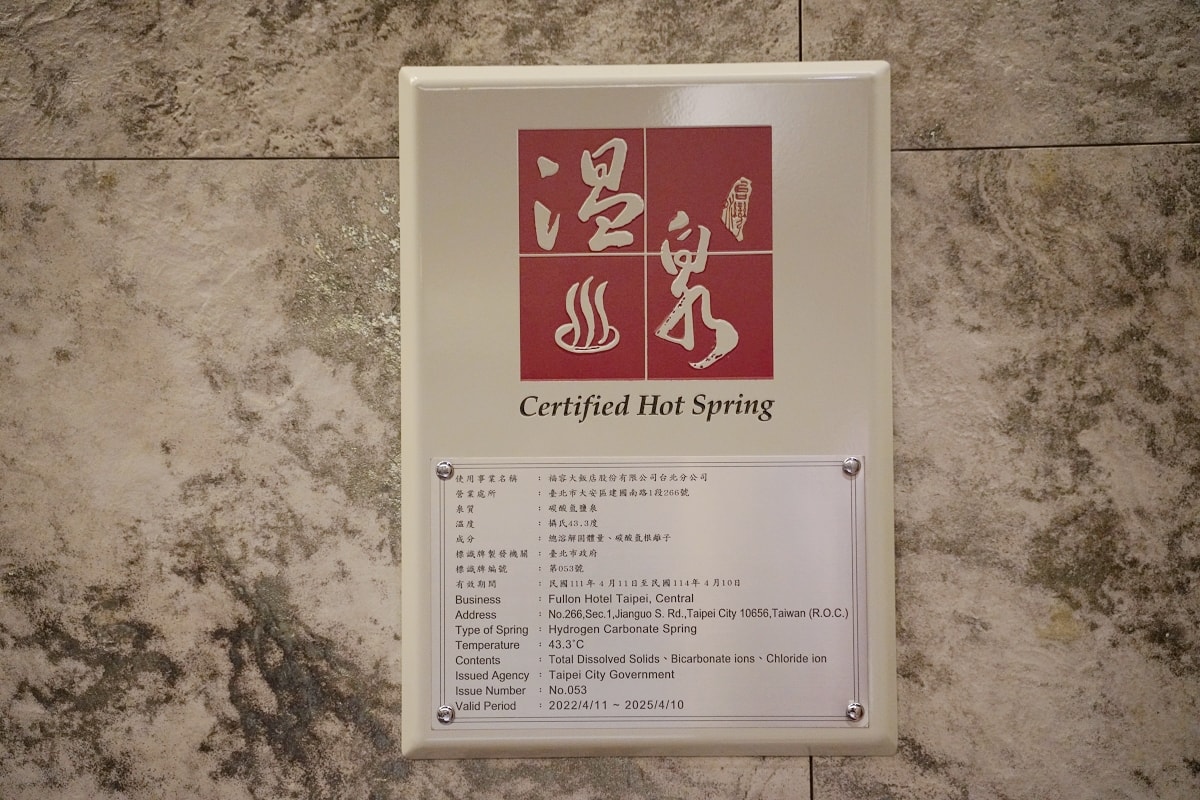 温泉
台灣
Certified Hot Spring
使用事業名稱 : 福容大飯店股份有限公司台北分公司
營業處所 : 臺北市大安區建國南路1段266號
泉質 : 碳酸氫鹽泉
溫度 : 攝氏43.3度
成分 : 總溶解固體量、碳酸氫根離子
標識牌製發機關 : 臺北市政府
標識牌編號 : 第053號
有效期間 : 民國111年 4月11日至民國114年 4月10日
Business : Fullon Hotel Taipei, Central
Address : No.266,Sec.1,Jianguo S. Rd.,Taipei City 10656,Taiwan (R.O.C.)
Type of Spring : Hydrogen Carbonate Spring
Temperature : 43.3°C
Contents : Total Dissolved Solids、Bicarbonate ions、Chloride ion
Issued Agency : Taipei City Government
Issue Number : No.053
Valid Period : 2022/4/11 ~ 2025/4/10